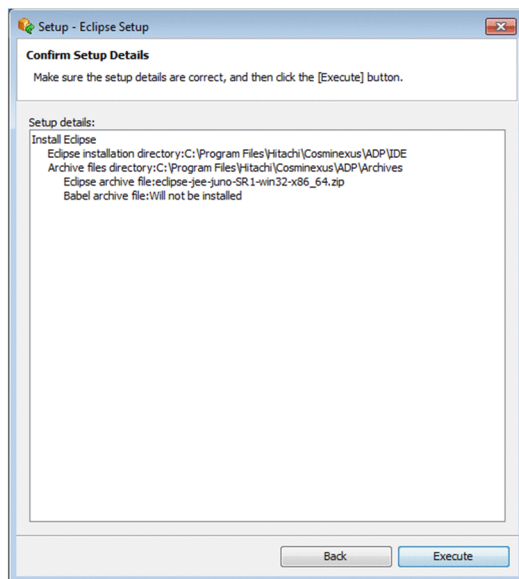 Setup - Eclipse Setup
Confirm Setup Details
Make sure the setup details are correct, and then click the [Execute] button.
Setup details:
Install Eclipse
Eclipse installation directory:C:\Program Files\Hitachi\Cosminexus\ADP\IDE
Archive files directory:C:\Program Files\Hitachi\Cosminexus\ADP\Archives
Eclipse archive file:eclipse-jee-juno-SR1-win32-x86_64.zip
Babel archive file:Will not be installed
Back
Execute